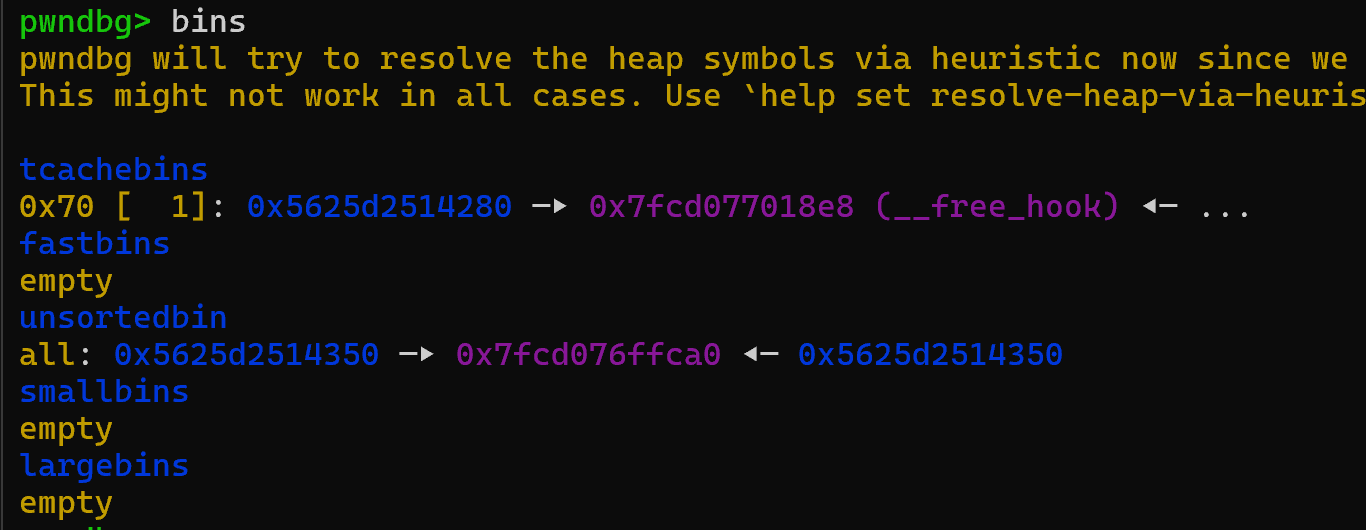 pwndbg> bins
pwndbg will try to resolve the heap symbols via heuristic now since we
This might not work in all cases. Use `help set resolve-heap-via-heuris
tcachebins
0x70 [  1]: 0x5625d2514280 —▸ 0x7fcd077018e8 (__free_hook) ◂— ...
fastbins
empty
unsortedbin
all: 0x5625d2514350 —▸ 0x7fcd076ffca0 ◂— 0x5625d2514350
smallbins
empty
largebins
empty